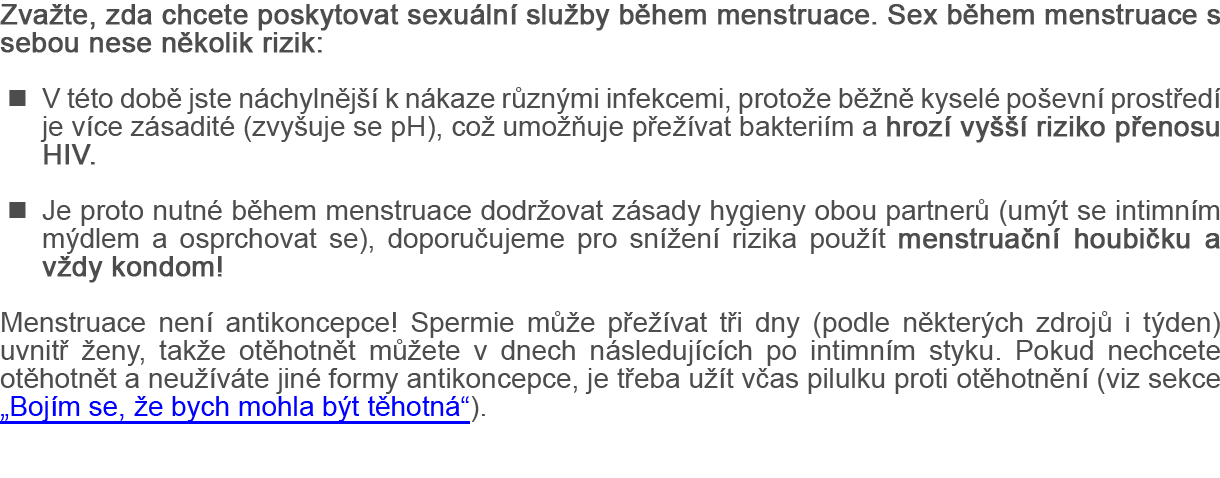 Zvažte, zda chcete poskytovat sexuální služby během menstruace. Sex během menstruace s
sebou nese několik rizik:
■ V této době jste náchylnější k nákaze různými infekcemi, protože běžně kyselé poševní prostředí
je více zásadité (zvyšuje se pH), což umožňuje přežívat bakteriím a hrozí vyšší riziko přenosu
HIV.
■ Je proto nutné během menstruace dodržovat zásady hygieny obou partnerů (umýt se intimním
mýdlem a osprchovat se), doporučujeme pro snížení rizika použít menstruační houbičku a
vždy kondom!
Menstruace není antikoncepce! Spermie může přežívat tři dny (podle některých zdrojů i týden)
uvnitř ženy, takže otěhotnět můžete v dnech následujících po intimním styku. Pokud nechcete
otěhotnět a neužíváte jiné formy antikoncepce, je třeba užít včas pilulku proti otěhotnění (viz sekce
„Bojím se, že bych mohla být těhotná“).